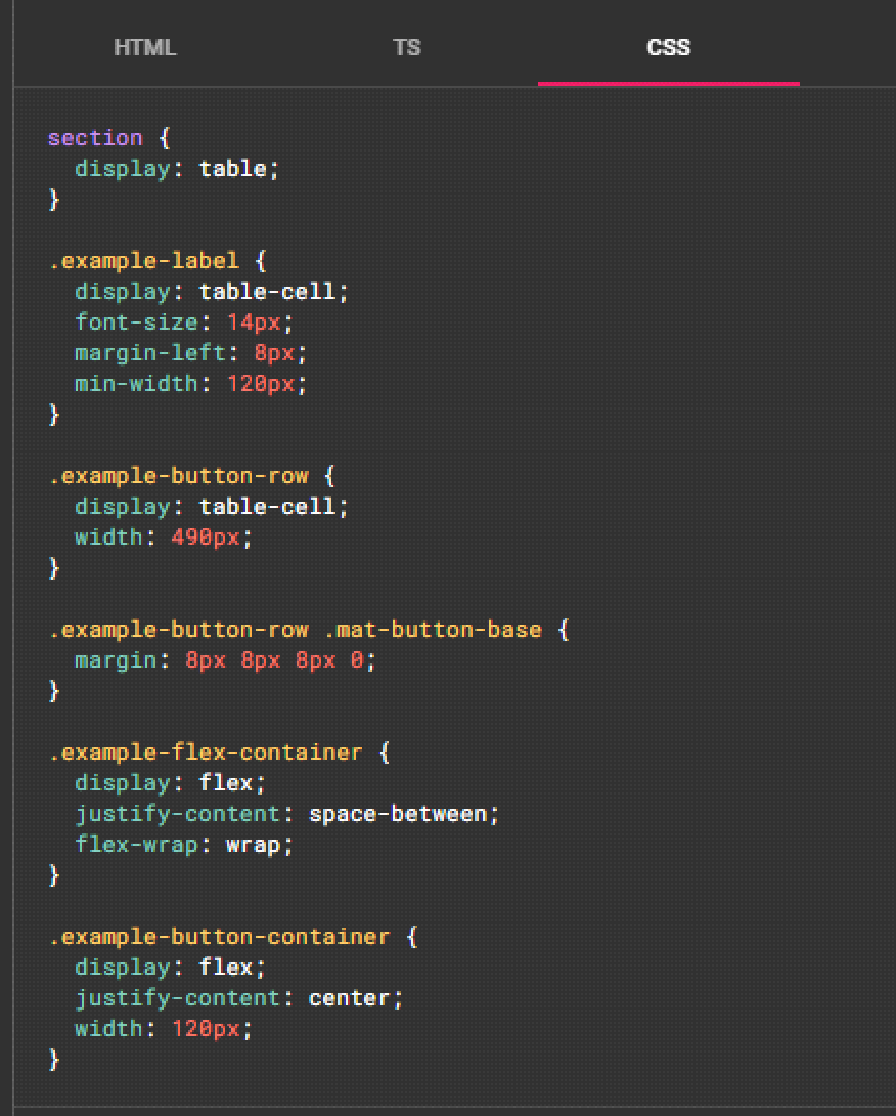 HTML TS CSS
section {
  display: table;
}
.example-label {
  display: table-cell;
  font-size: 14px;
  margin-left: 8px;
  min-width: 120px;
}
.example-button-row {
  display: table-cell;
  width: 490px;
}
.example-button-row .mat-button-base {
  margin: 8px 8px 8px 0;
}
.example-flex-container {
  display: flex;
  justify-content: space-between;
  flex-wrap: wrap;
}
.example-button-container {
  display: flex;
  justify-content: center;
  width: 120px;
}